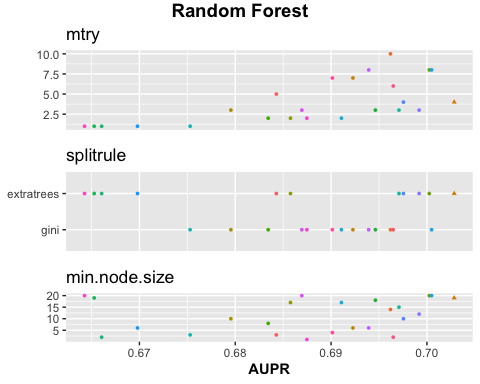 Random Forest
mtry
10.0
7.5
5.0
2.5
splitrule
extratrees
gini
min.node.size
20
15
10
5
0.67 0.68 0.69 0.70
AUPR